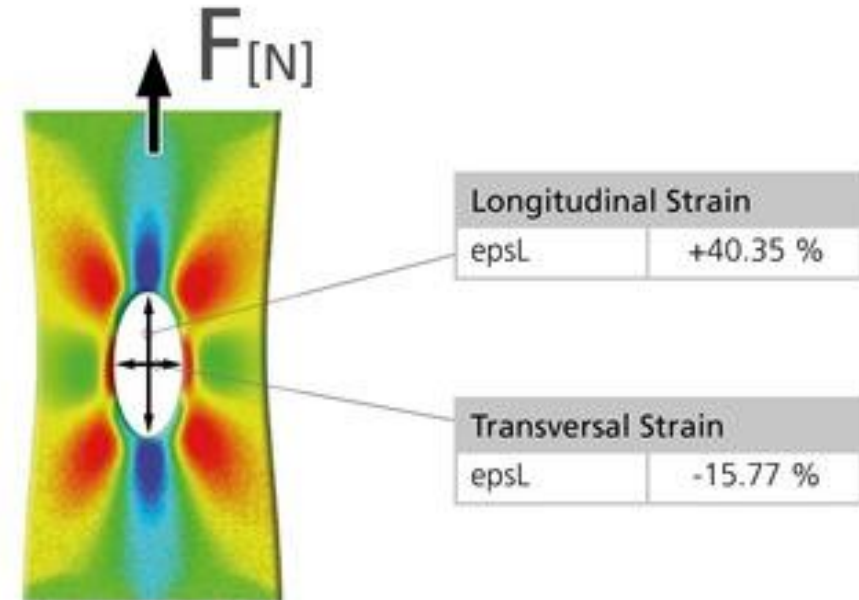 F[N]
Longitudinal Strain
epsL +40.35 %
Transversal Strain
epsL -15.77 %